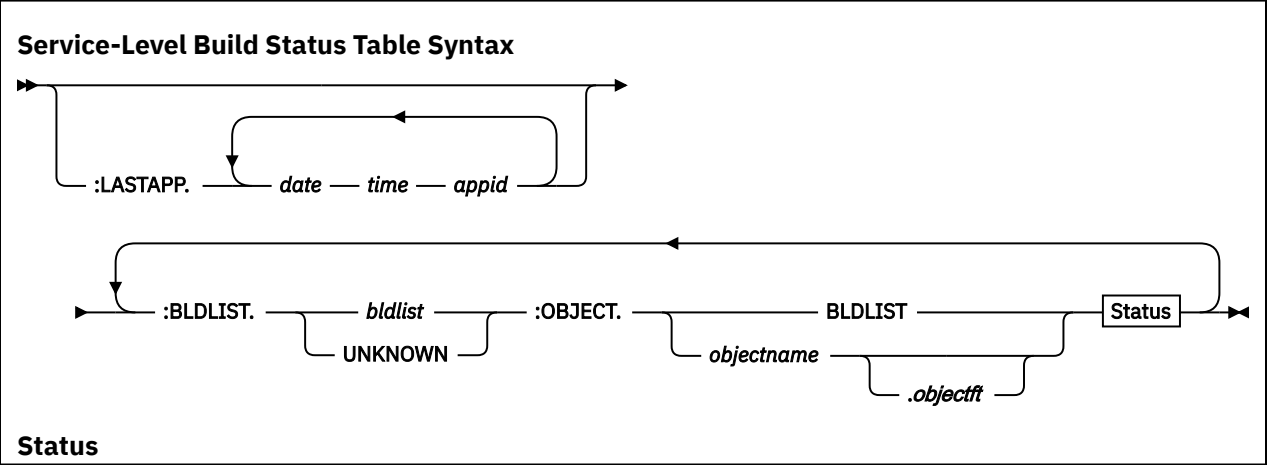 Service-Level Build Status Table Syntax
:LASTAPP. date time appid
:BLDLIST. bldlist :OBJECT. BLDLIST Status
UNKNOWN objectname
.objectft
Status